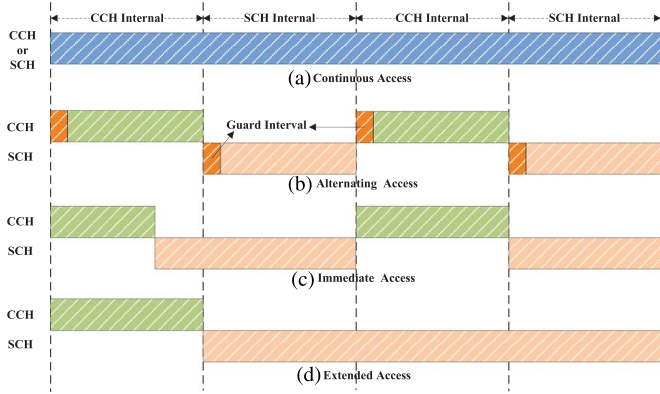 CCH Internal SCH Internal CCH Internal SCH Internal
CCH
or
SCH
(a) Continuous Access
CCH
Guard Interval
SCH
(b) Alternating Access
CCH
SCH
(c) Immediate Access
CCH
SCH
(d) Extended Access